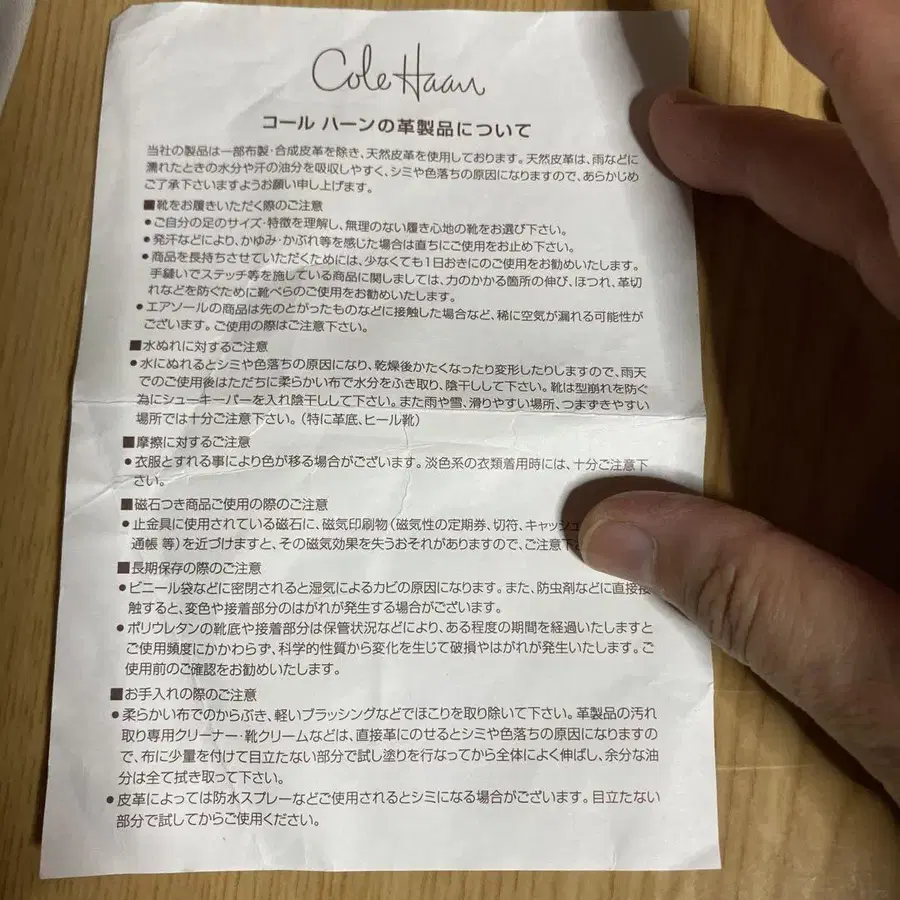 Cole Haan
コール ハーンの革製品について
当社の製品は一部布製・合成皮革を除き、天然皮革を使用しております。天然皮革は、雨などに
濡れたときの水分や汗の油分を吸収しやすく、シミや色落ちの原因になりますので、あらかじめ
ご了承下さいますようお願い申し上げます。
■靴をお履きいただく際のご注意
●ご自分の足のサイズ・特徴を理解し、無理のない履き心地の靴をお選び下さい。
●発汗などにより、かゆみ・かぶれ等を感じた場合は直ちにご使用をお止め下さい。
●商品を長持ちさせていただくためには、少なくても1日おきにのご使用をお勧めいたします。
手縫いでステッチ等を施している商品に関しましては、力のかかる箇所の伸び、ほつれ、革切
れなどを防ぐために靴べらのご使用をお勧めいたします。
●エアソールの商品は先のとがったものなどに接触した場合など、稀に空気が漏れる可能性が
ございます。ご使用の際はご注意下さい。
■水ぬれに対するご注意
●水にぬれるとシミや色落ちの原因になり、乾燥後かたくなったり変形したりしますので、雨天
でのご使用後はただちに柔らかい布で水分をふき取り、陰干しして下さい。靴は型崩れを防ぐ
為にシューキーパーを入れ陰干しして下さい。また雨や雪、滑りやすい場所、つまずきやすい
場所では十分ご注意下さい。(特に革底、ヒール靴)
■摩擦に対するご注意
●衣服とすれる事により色が移る場合がございます。淡色系の衣類着用時には、十分ご注意下
さい。
■磁石つき商品ご使用の際のご注意
●止金具に使用されている磁石に、磁気印刷物(磁気性の定期券、切符、キャッシュ
通帳 等)を近づけますと、その磁気効果を失うおそれがありますので、ご注意下
■長期保存の際のご注意
●ビニール袋などに密閉されると湿気によるカビの原因になります。また、防虫剤などに直接接
触すると、変色や接着部分のはがれが発生する場合がございます。
●ポリウレタンの靴底や接着部分は保管状況などにより、ある程度の期間を経過いたしますと
ご使用頻度にかかわらず、科学的性質から変化を生じて破損やはがれが発生いたします。ご
使用前のご確認をお勧めいたします。
■お手入れの際のご注意
●柔らかい布でのからぶき、軽いブラッシングなどでほこりを取り除いて下さい。革製品の汚れ
取り専用クリーナー・靴クリームなどは、直接革にのせるとシミや色落ちの原因になりますの
で、布に少量を付けて目立たない部分で試し塗りを行なってから全体によく伸ばし、余分な油
分は全て拭き取って下さい。
●皮革によっては防水スプレーなどご使用されるとシミになる場合がございます。目立たない
部分で試してからご使用ください。